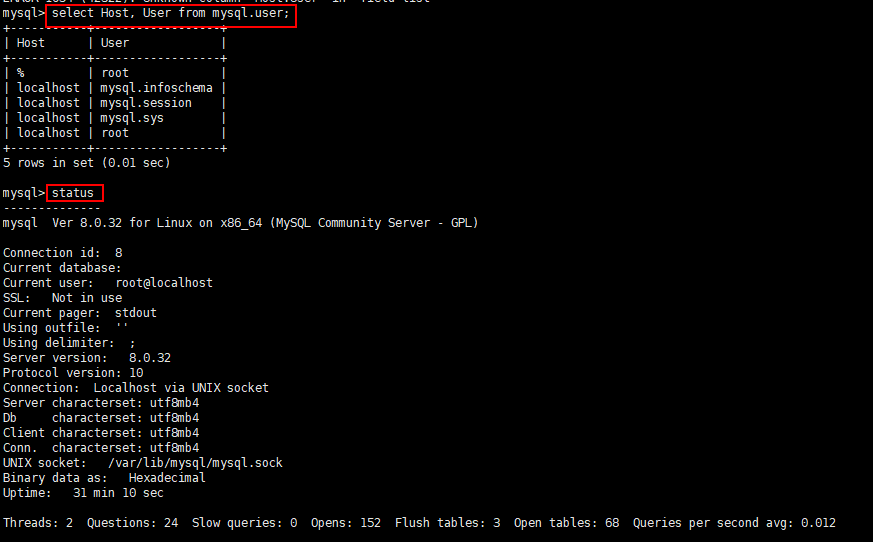 mysql> select Host, User from mysql.user;
+-----------+------------------+
| Host      | User             |
+-----------+------------------+
| %         | root             |
| localhost | mysql.infoschema |
| localhost | mysql.session    |
| localhost | mysql.sys        |
| localhost | root             |
+-----------+------------------+
5 rows in set (0.01 sec)
mysql> status
--------------
mysql  Ver 8.0.32 for Linux on x86_64 (MySQL Community Server - GPL)
Connection id:  8
Current database:
Current user:   root@localhost
SSL:   Not in use
Current pager:  stdout
Using outfile:  ''
Using delimiter:  ;
Server version:   8.0.32
Protocol version: 10
Connection:  Localhost via UNIX socket
Server characterset: utf8mb4
Db     characterset: utf8mb4
Client characterset: utf8mb4
Conn.  characterset: utf8mb4
UNIX socket:   /var/lib/mysql/mysql.sock
Binary data as:   Hexadecimal
Uptime:   31 min 10 sec
Threads: 2  Questions: 24  Slow queries: 0  Opens: 152  Flush tables: 3  Open tables: 68  Queries per second avg: 0.012